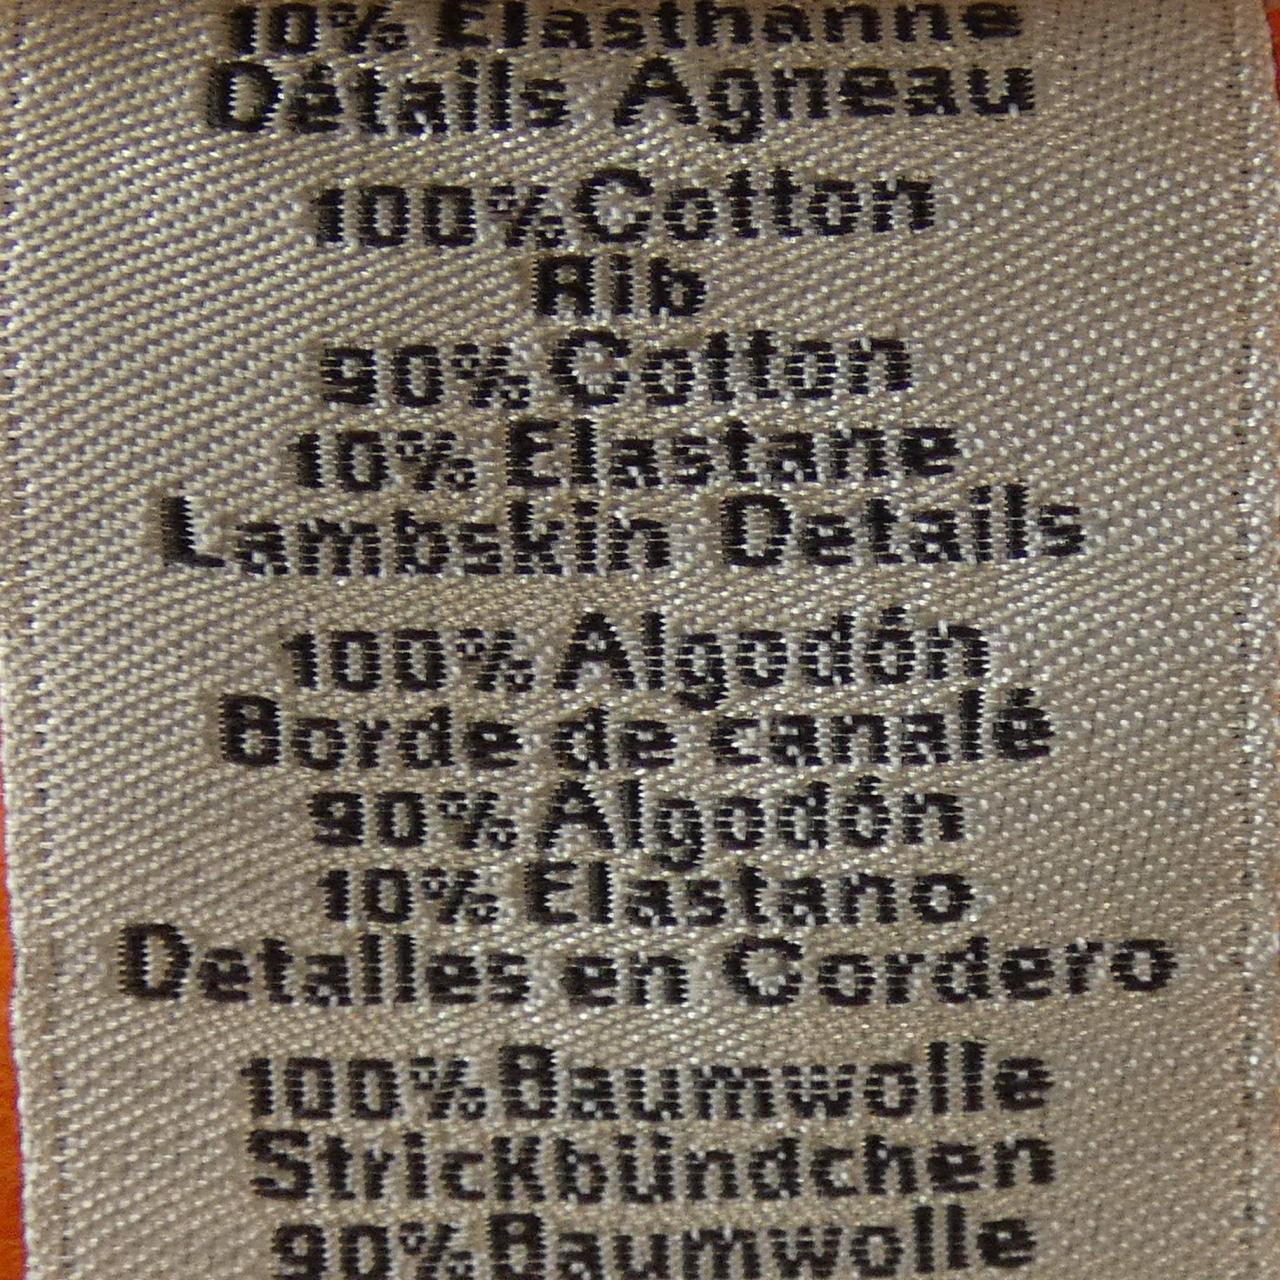 10% Elasthanne
Détails Agneau
100%Cotton
Rib
90% Cotton
10% Elastane
Lambskin Details
100% Algodón
Borde de canalé
90% Algodón
10% Elastano
Detalles en Cordero
100%Baumwolle
Strickbündchen
90%Baumwolle